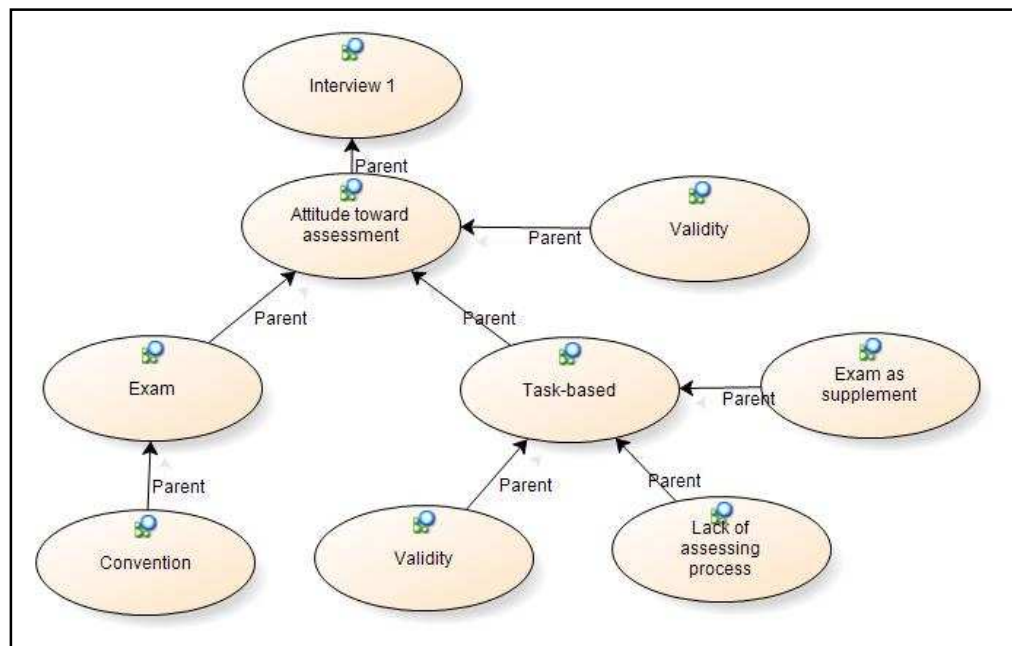 Interview 1
Parent
Attitude toward
assessment
Validity
Parent
Parent
Parent
Exam
Task-based
Exam as
supplement
Parent
Parent
Parent
Parent
Convention
Validity
Lack of
assessing
process